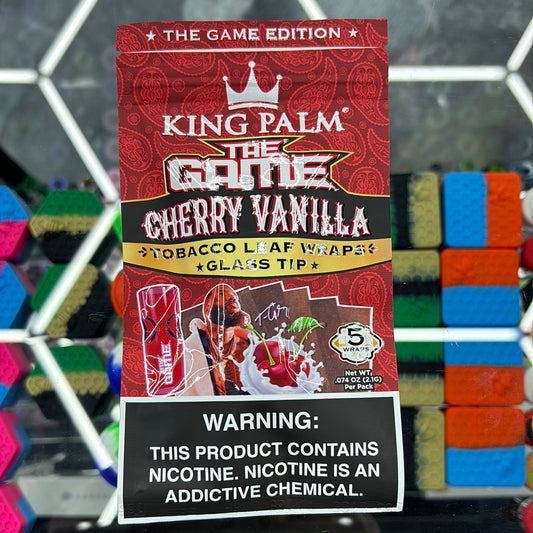 ★ THE GAME EDITION ★
KING PALM®
THE
GAME
CHERRY VANILLA
TOBACCO LEAF WRAPS
★ GLASS TIP ★
GAME
5
WRAPS
NET WT
.074 OZ (2.1G)
Per Pack
WARNING:
THIS PRODUCT CONTAINS
NICOTINE. NICOTINE IS AN
ADDICTIVE CHEMICAL.